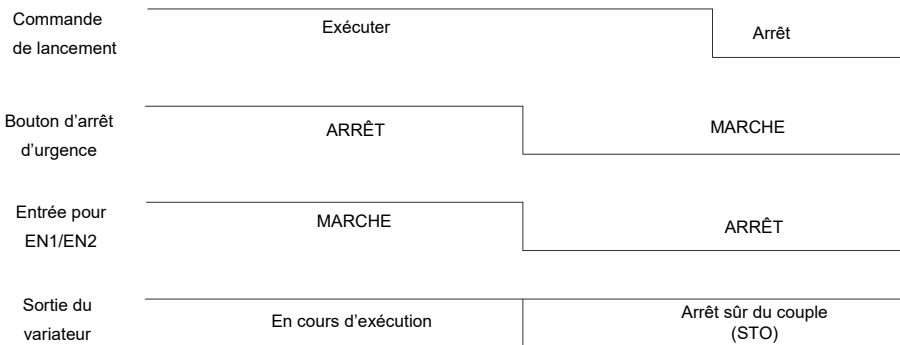 Commande
de lancement
Exécuter
Arrêt
Bouton d'arrêt
d'urgence
ARRÊT
MARCHE
Entrée pour
EN1/EN2
MARCHE
ARRÊT
Sortie du
variateur
En cours d'exécution
Arrêt sûr du couple
(STO)